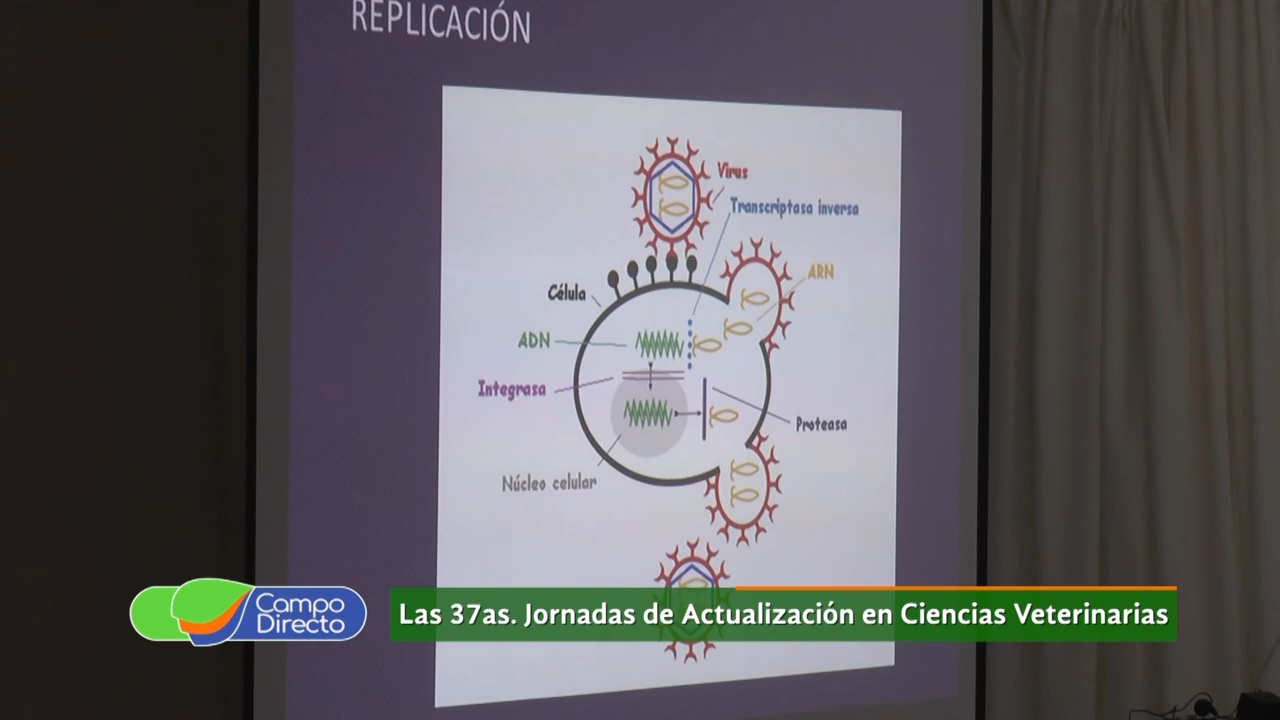 REPLICACIÓN
Virus
Transcriptasa inversa
ARN
Célula
ADN
Integrasa
Proteasa
Núcleo celular
Campo
Directo
Las 37as. Jornadas de Actualización en Ciencias Veterinarias